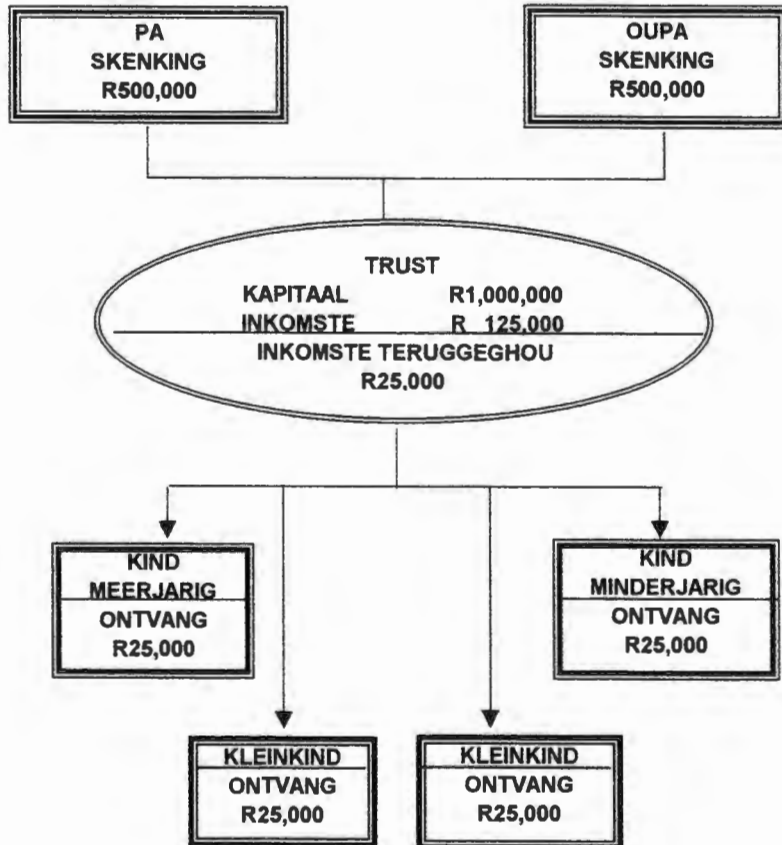 PA
SKENKING
R500,000
OUPA
SKENKING
R500,000
TRUST
KAPITAAL R1,000,000
INKOMSTE R 125,000
INKOMSTE TERUGGEGHOU
R25.000
KIND
MEERJARIG
ONTVANG
R25,000
KIND
MINDERJARIG
ONTVANG
R25,000
KLEINKIND
ONTVANG
R25,000
KLEINKIND
ONTVANG
R25,000